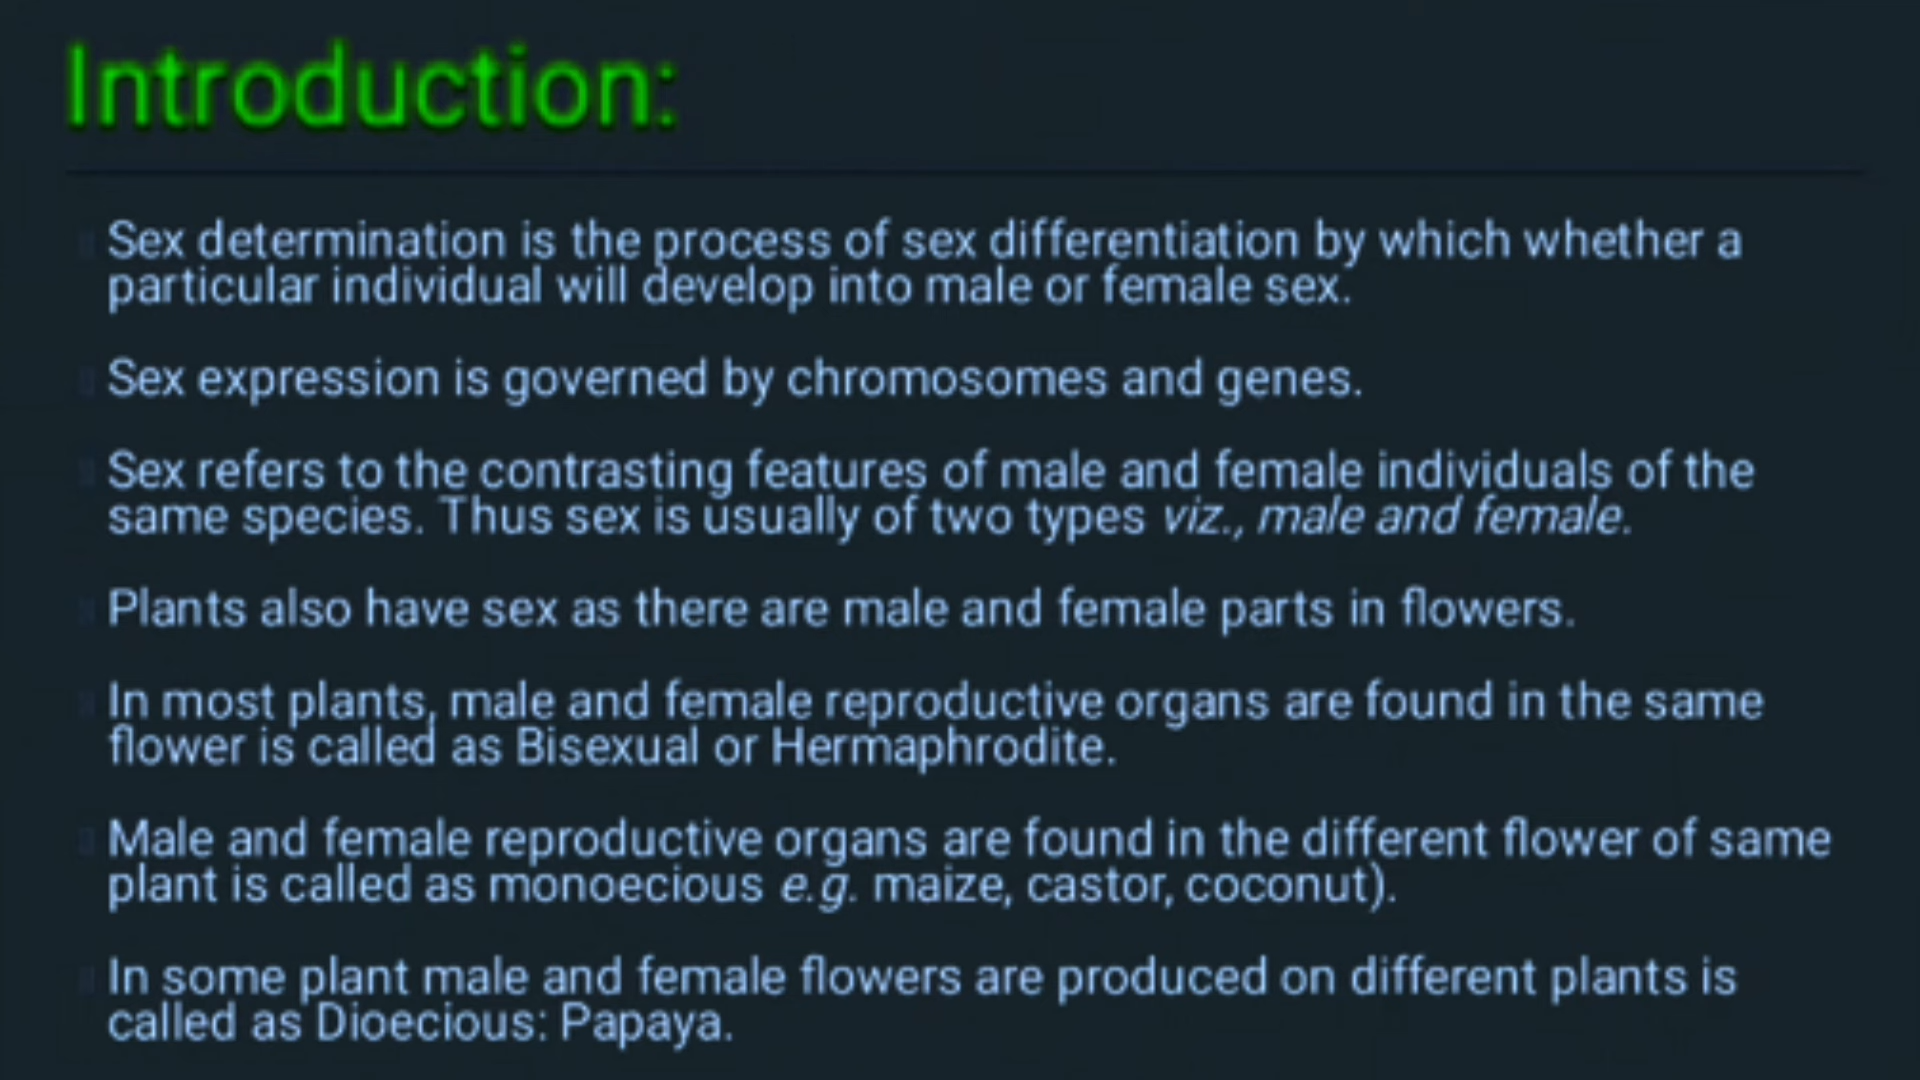 Introduction:
Sex determination is the process of sex differentiation by which whether a
particular individual will develop into male or female sex.
Sex expression is governed by chromosomes and genes.
Sex refers to the contrasting features of male and female individuals of the
same species. Thus sex is usually of two types viz., male and female.
Plants also have sex as there are male and female parts in flowers.
In most plants, male and female reproductive organs are found in the same
flower is called as Bisexual or Hermaphrodite.
Male and female reproductive organs are found in the different flower of same
plant is called as monoecious e.g. maize, castor, coconut).
In some plant male and female flowers are produced on different plants is
called as Dioecious: Papaya.